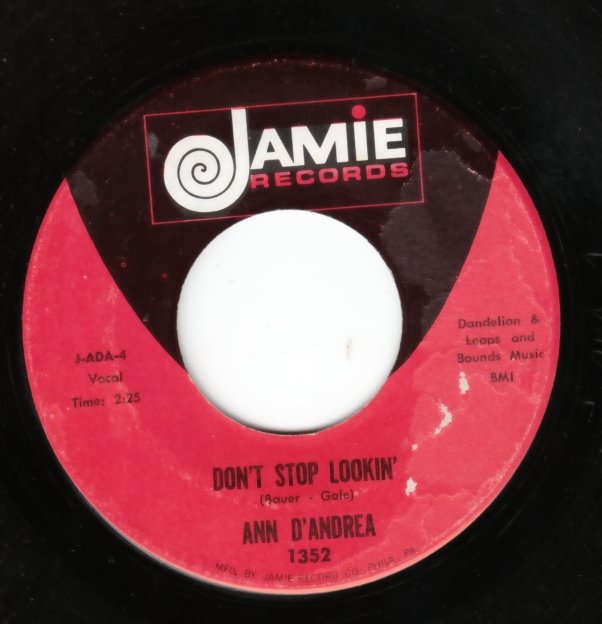 JAMIE
RECORDS
J-ADA-4
Vocal
Time: 2:25
Dandelion &
Leaps and
Bounds Music
BMI
DON'T STOP LOOKIN'
(Bauer - Gale)
ANN D'ANDREA
1352
MFG. BY JAMIE RECORD CO. PHILA. PA.